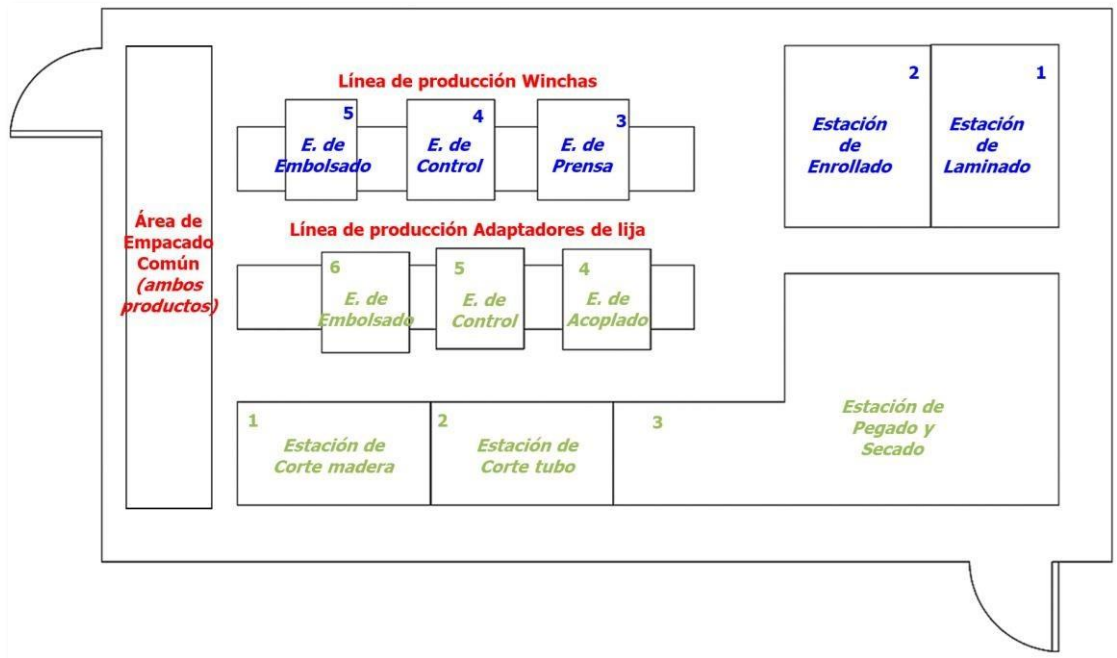 Línea de producción Winchas
5
E. de
Embolsado
4
E. de
Control
3
E. de
Prensa
2
Estación
de
Enrollado
1
Estación
de
Laminado
Área de
Empacado
Común
(ambos
productos)
Línea de producción Adaptadores de lija
6
E. de
Embolsado
5
E. de
Control
4
E. de
Acoplado
1
Estación de
Corte madera
2
Estación de
Corte tubo
3
Estación de
Pegado y
Secado